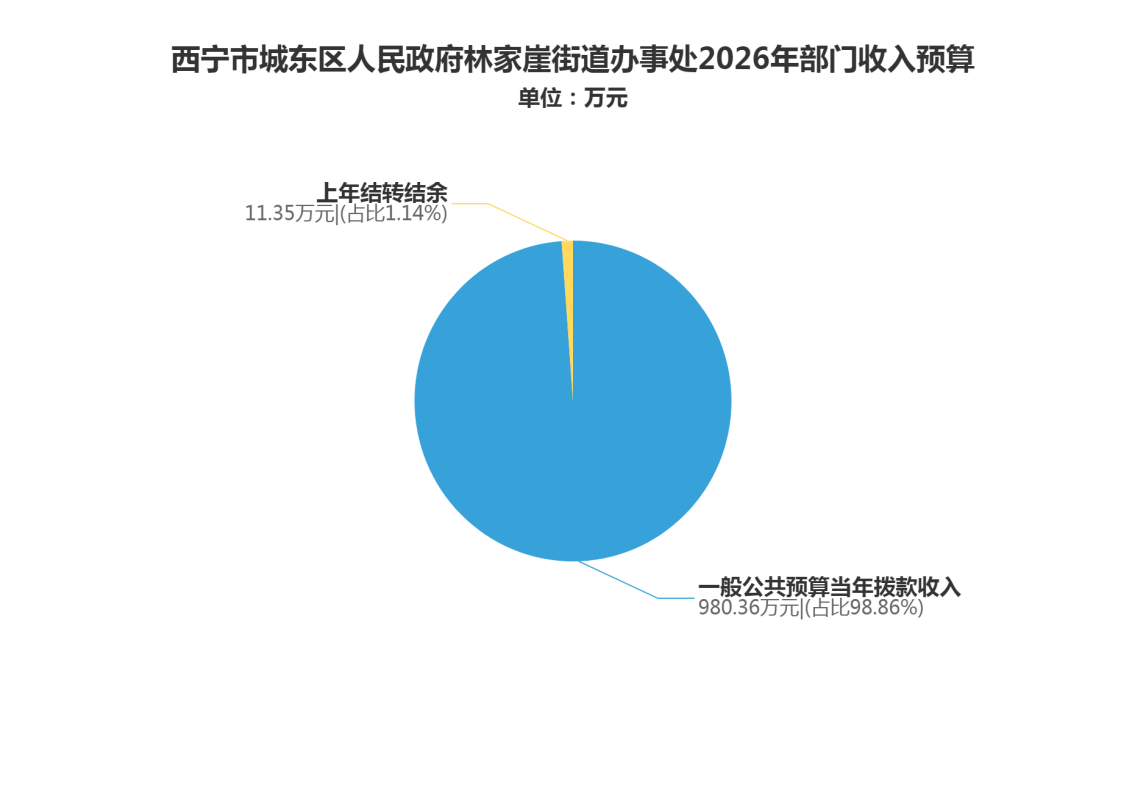 西宁市城东区人民政府林家崖街道办事处2026年部门收入预算
单位：万元
上年结转结余
11.35万元|(占比1.14%)
一般公共预算当年拨款收入
980.36万元|(占比98.86%)